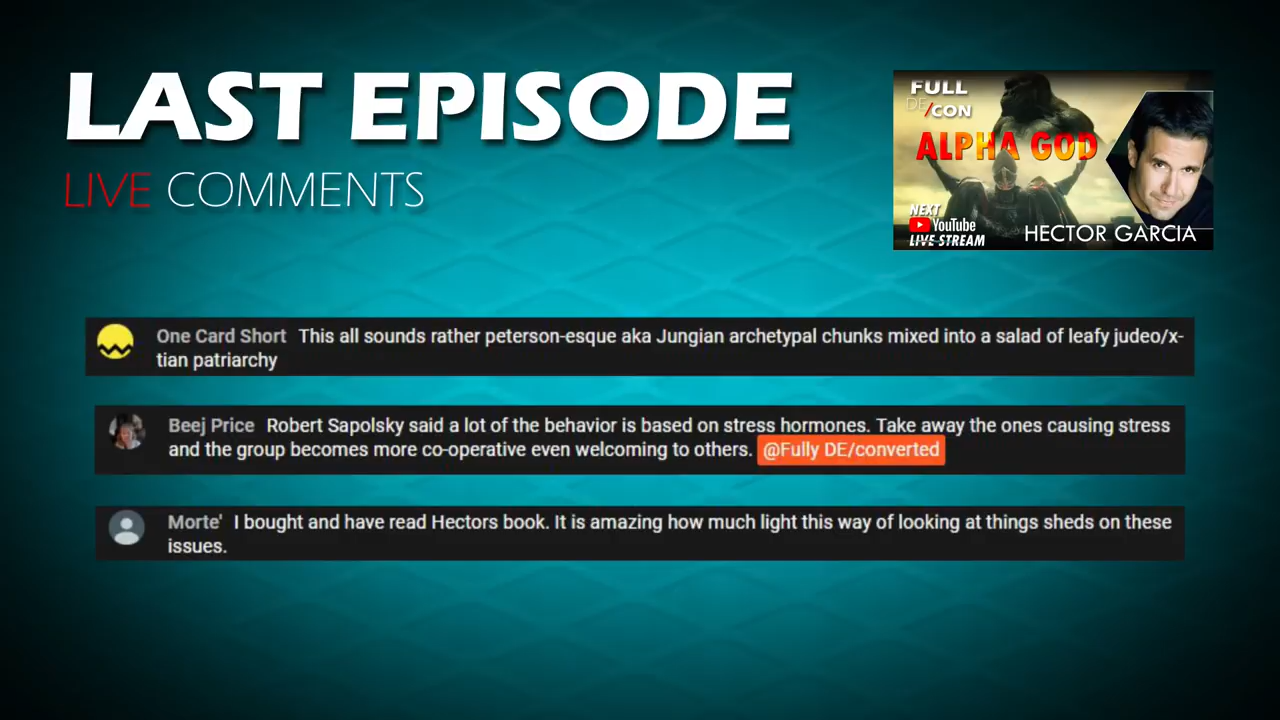 LAST EPISODE
LIVE COMMENTS
FULL
DE/CON
ALPHA GOD
NEXT
YouTube
LIVE STREAM
HECTOR GARCIA
One Card Short This all sounds rather peterson-esque aka Jungian archetypal chunks mixed into a salad of leafy judeo/x-
tian patriarchy
Beej Price Robert Sapolsky said a lot of the behavior is based on stress hormones. Take away the ones causing stress
and the group becomes more co-operative even welcoming to others. @Fully DE/converted
Morte' I bought and have read Hectors book. It is amazing how much light this way of looking at things sheds on these
issues.